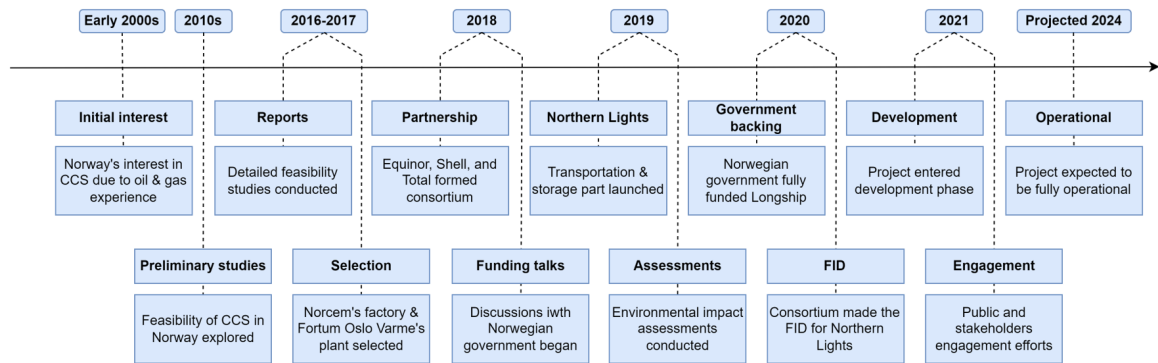 Early 2000s
2010s
2016-2017
2018
2019
2020
2021
Projected 2024
Initial interest
Norway's interest in
CCS due to oil & gas
experience
Reports
Detailed feasibility
studies conducted
Partnership
Equinor, Shell, and
Total formed
consortium
Northern Lights
Transportation &
storage part launched
Government
backing
Norwegian
government fully
funded Longship
Development
Project entered
development phase
Operational
Project expected to
be fully operational
Preliminary studies
Feasibility of CCS in
Norway explored
Selection
Norcem's factory &
Fortum Oslo Varme's
plant selected
Funding talks
Discussions iwth
Norwegian
government began
Assessments
Environmental impact
assessments
conducted
FID
Consortium made the
FID for Northern
Lights
Engagement
Public and
stakeholders
engagement efforts